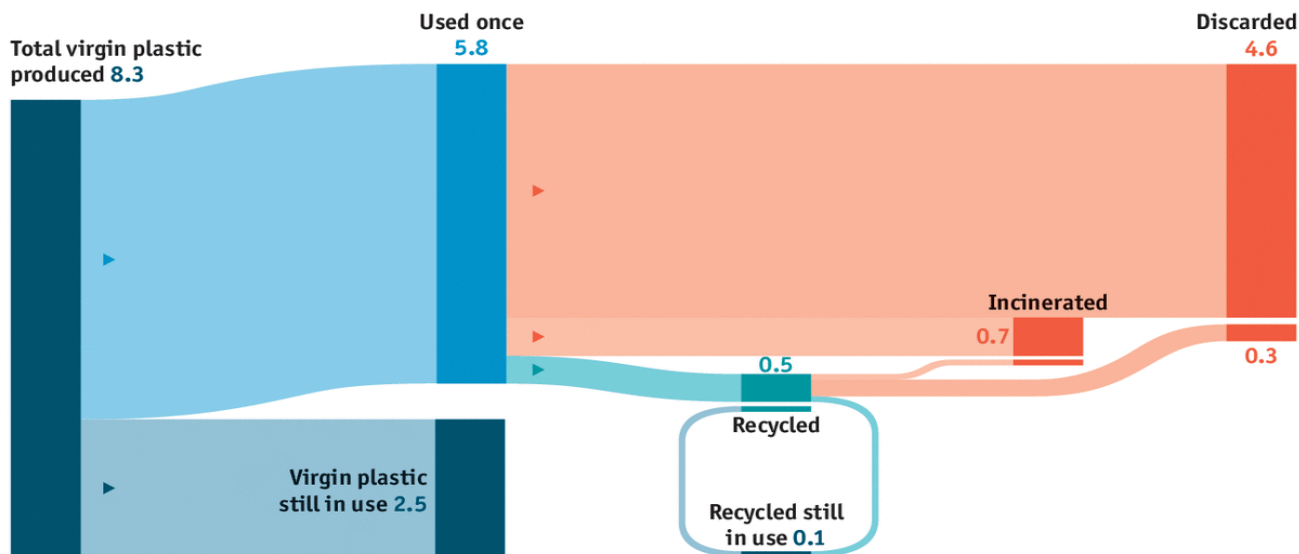 Total virgin plastic
produced 8.3
Used once
5.8
Discarded
4.6
Incinerated
0.7
0.3
0.5
Recycled
Virgin plastic
still in use 2.5
Recycled still
in use 0.1